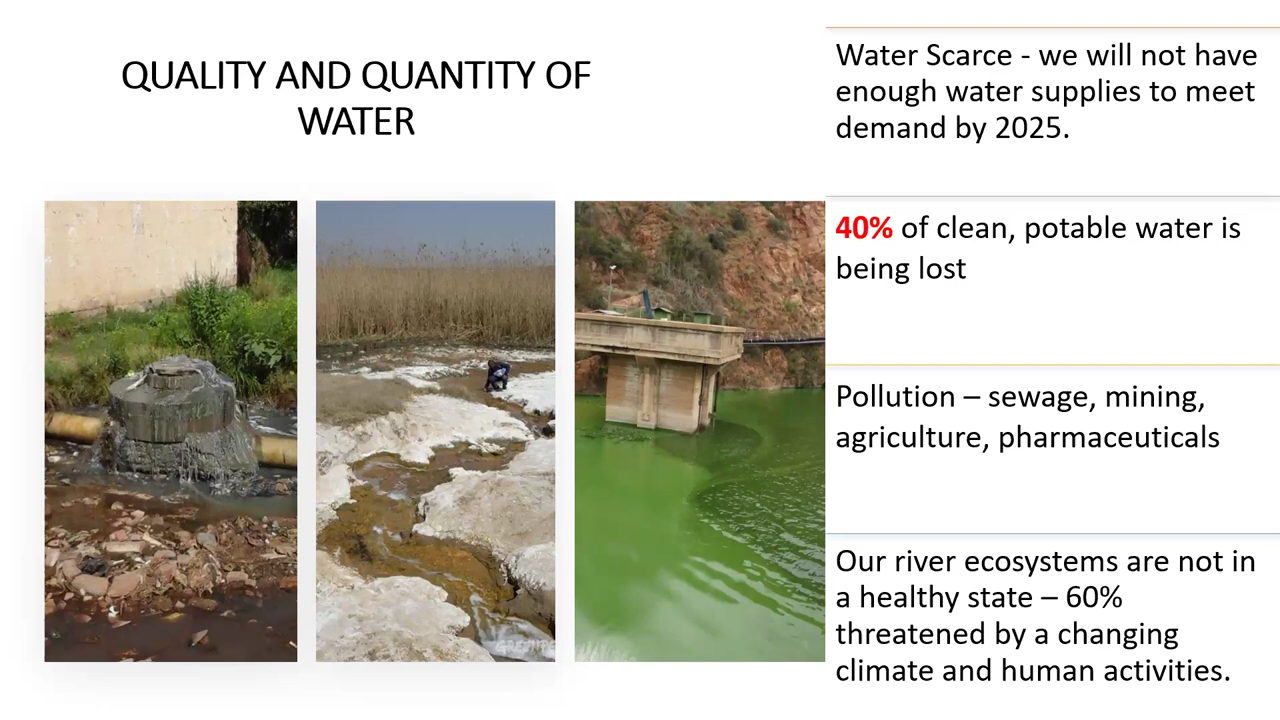 QUALITY AND QUANTITY OF
WATER
Water Scarce - we will not have
enough water supplies to meet
demand by 2025.
40% of clean, potable water is
being lost
Pollution – sewage, mining,
agriculture, pharmaceuticals
Our river ecosystems are not in
a healthy state – 60%
threatened by a changing
climate and human activities.